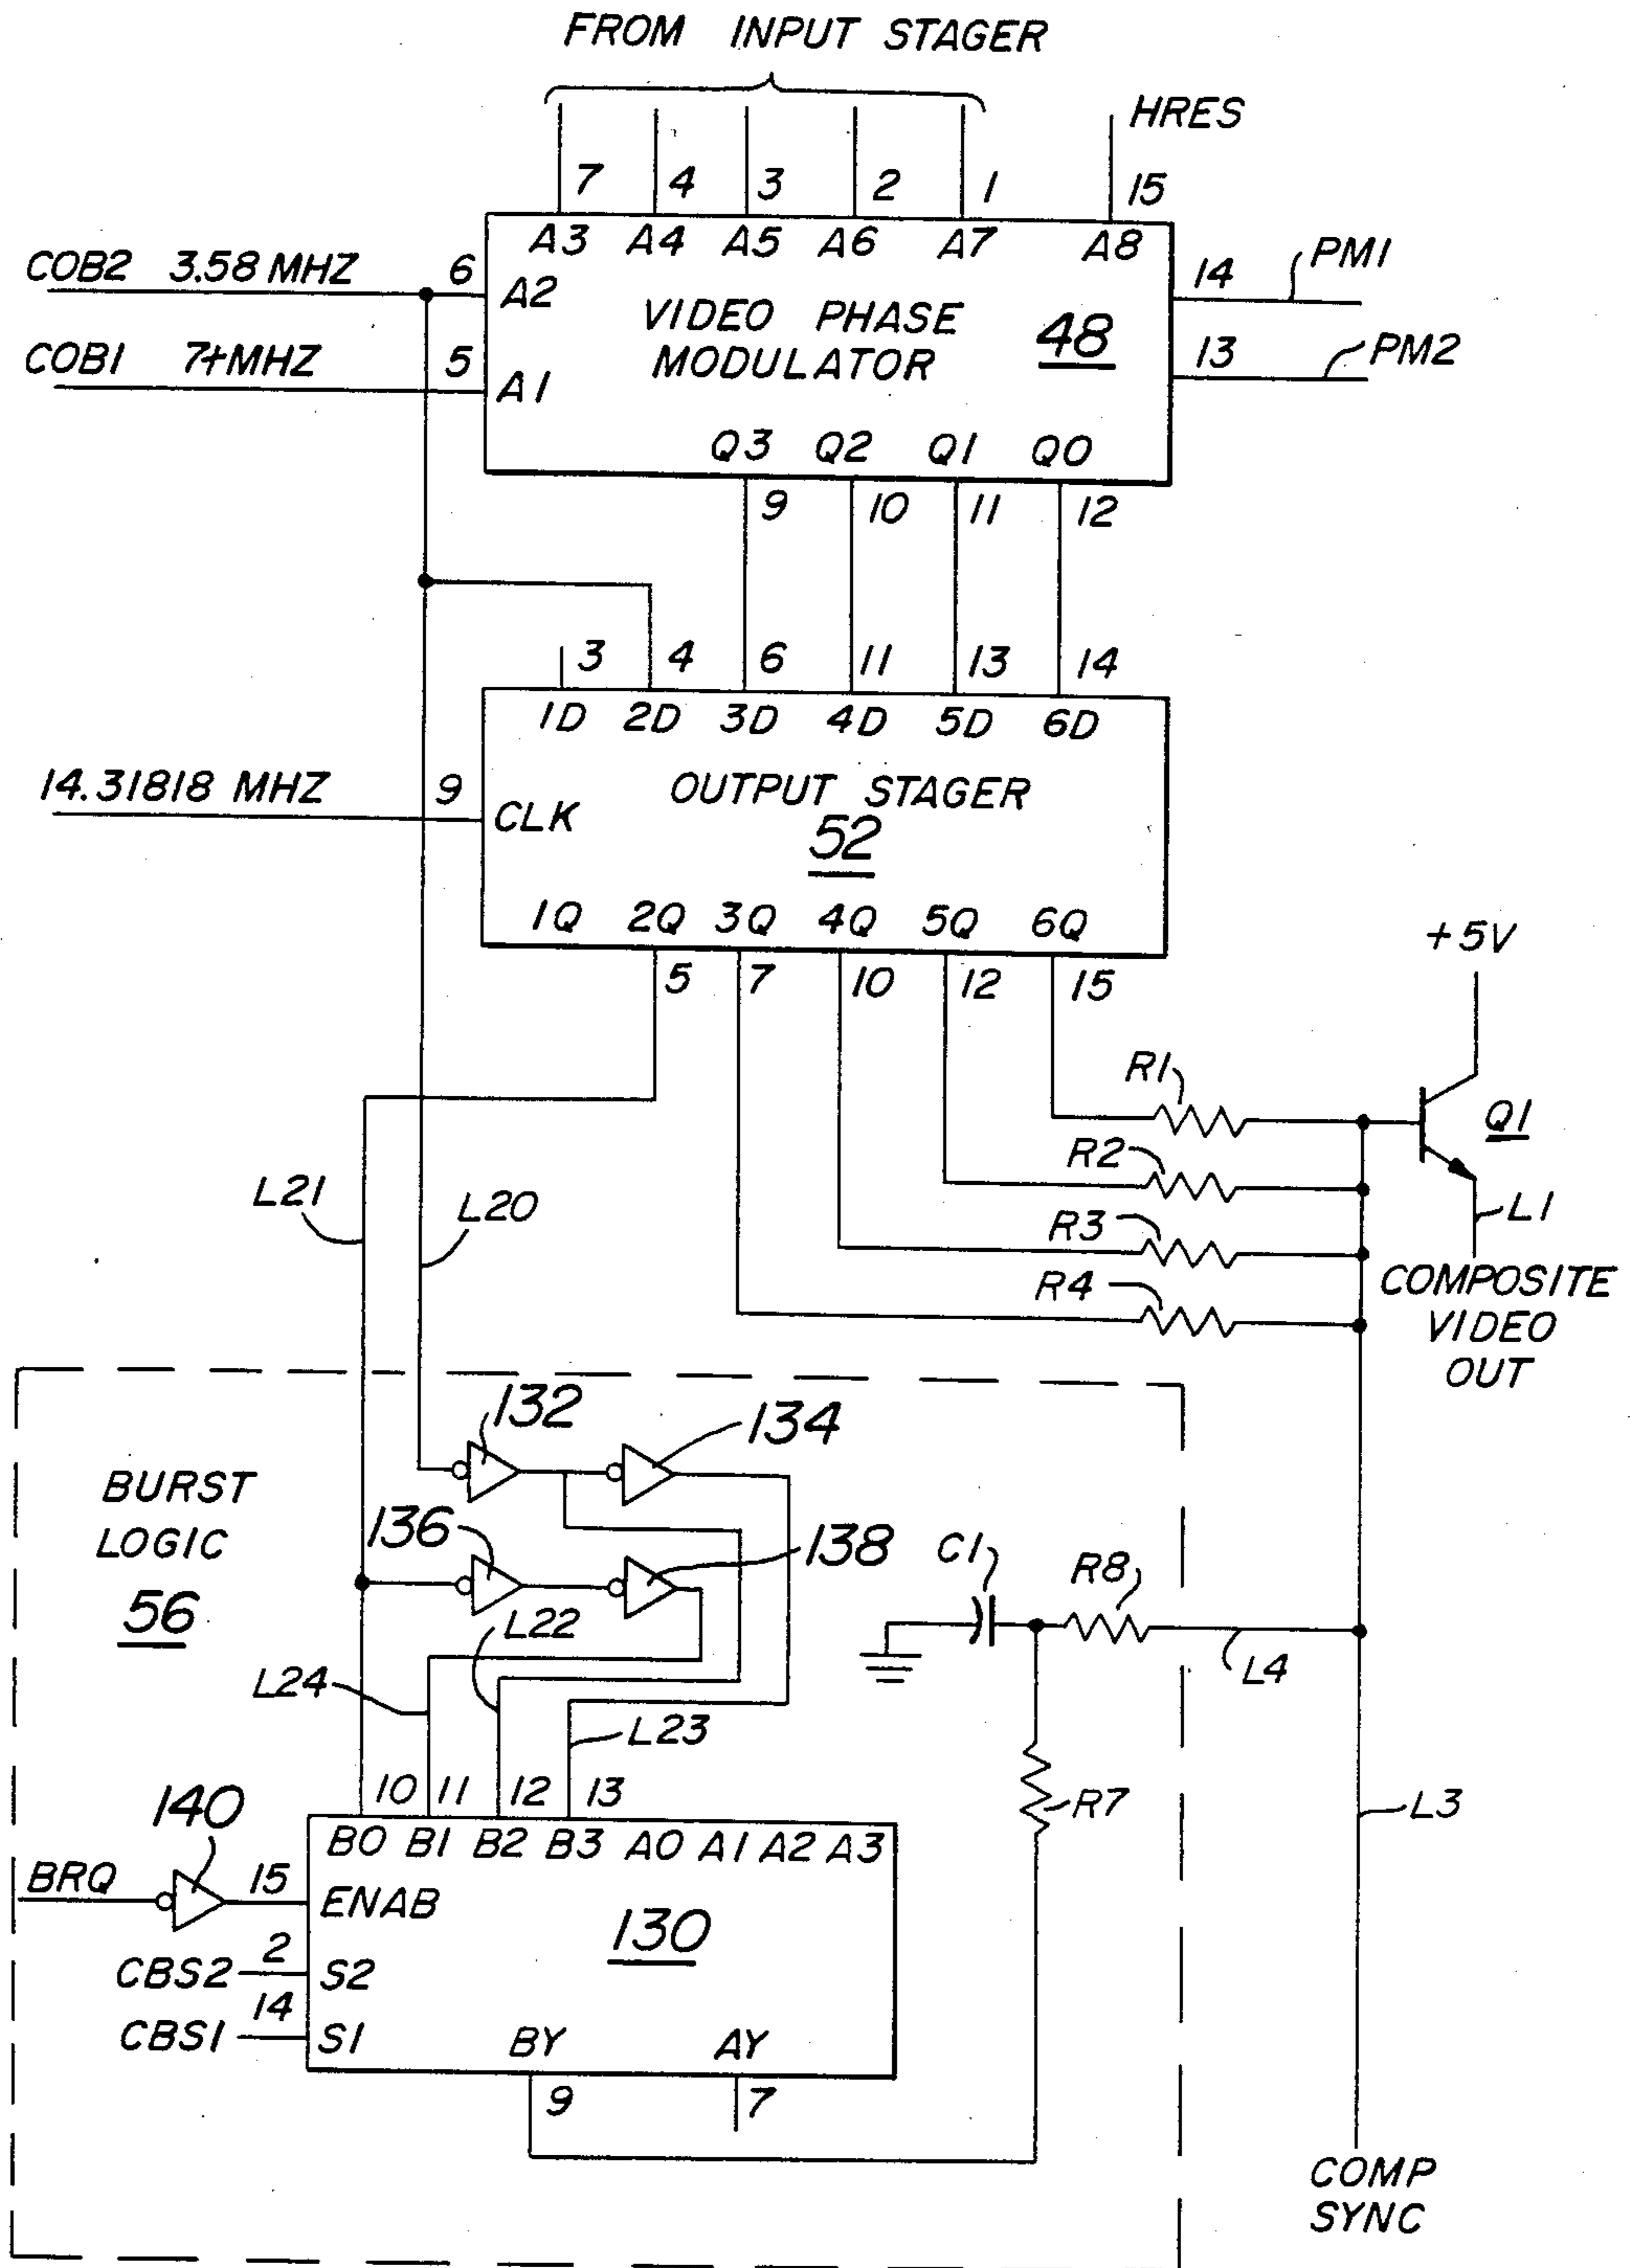 FROM INPUT STAGER
HRES
7 4 3 2 1 15
A3 A4 A5 A6 A7 A8
COB2 3.58 MHZ 6 A2
COB1 7+MHZ 5 A1
VIDEO PHASE
MODULATOR
48
14 PM1
13 PM2
Q3 Q2 Q1 Q0
9 10 11 12
3 4 6 11 13 14
1D 2D 3D 4D 5D 6D
14.31818 MHZ 9 CLK
OUTPUT STAGER
52
1Q 2Q 3Q 4Q 5Q 6Q
5 7 10 12 15
+5V
R1
Q1
R2
L21
L20
L1
R3
R4
COMPOSITE
VIDEO
OUT
132
134
BURST
LOGIC
56
136
138
C1
R8
L22
L4
L24
L23
R7
L3
10 11 12 13
140
B0 B1 B2 B3 A0 A1 A2 A3
BRQ 15 ENAB
130
CBS2 2 S2
CBS1 14 S1
BY AY
9 7
COMP
SYNC